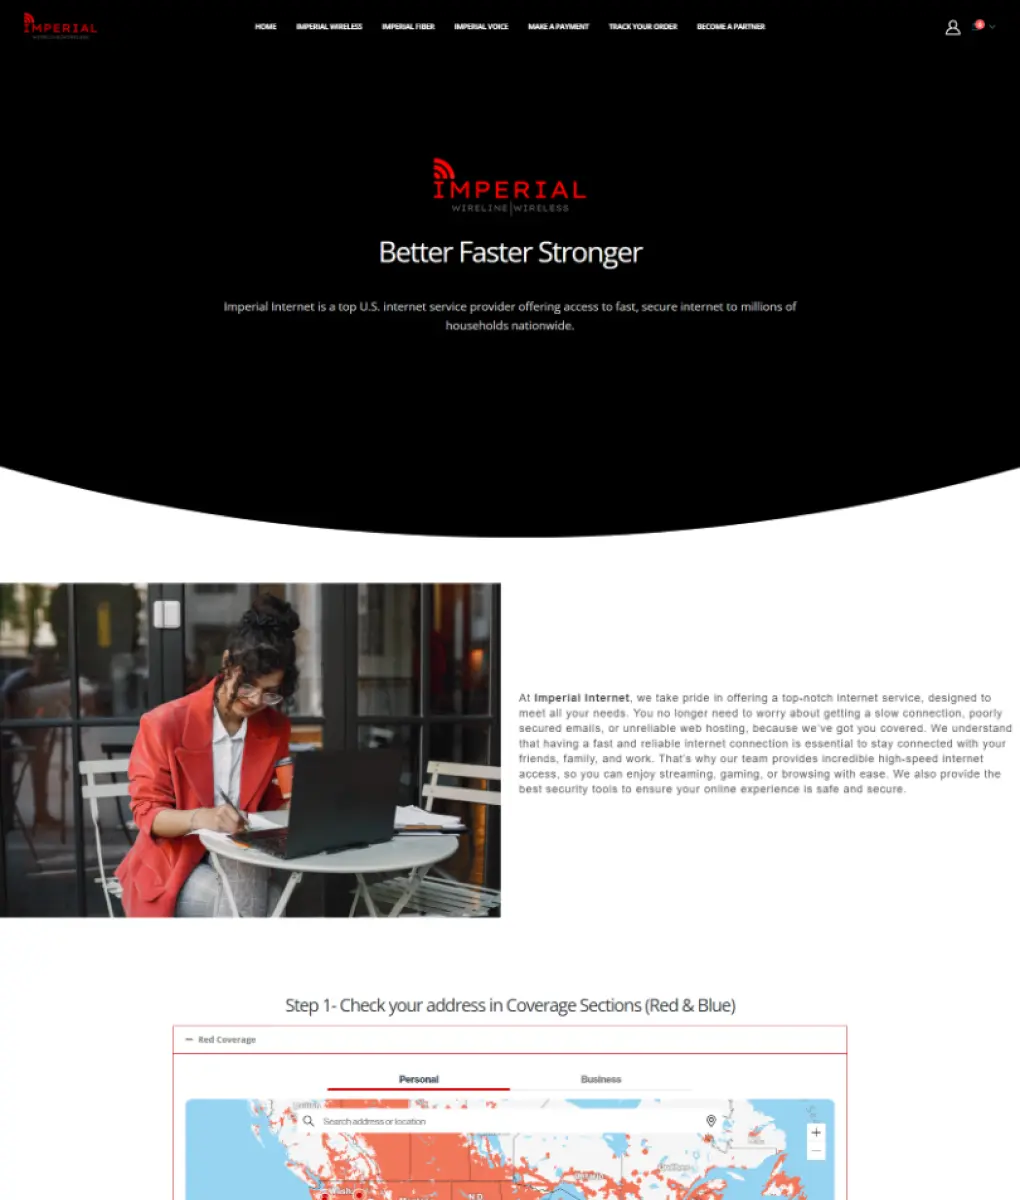 IMPERIAL
HOME IMPERIAL WIRELESS IMPERIAL FIBER IMPERIAL VOICE MAKE A PAYMENT TRACK YOUR ORDER BECOME A PARTNER
IMPERIAL
WIRELINE|WIRELESS
Better Faster Stronger
Imperial Internet is a top U.S. internet service provider offering access to fast, secure internet to millions of
households nationwide.
At Imperial Internet, we take pride in offering a top-notch internet service, designed to
meet all your needs. You no longer need to worry about getting a slow connection, poorly
secured emails, or unreliable web hosting, because we've got you covered. We understand
that having a fast and reliable internet connection is essential to stay connected with your
friends, family, and work. That's why our team provides incredible high-speed internet
access, so you can enjoy streaming, gaming, or browsing with ease. We also provide the
best security tools to ensure your online experience is safe and secure.
Step 1- Check your address in Coverage Sections (Red & Blue)
Red Coverage
Personal Business
Search address or location
ND